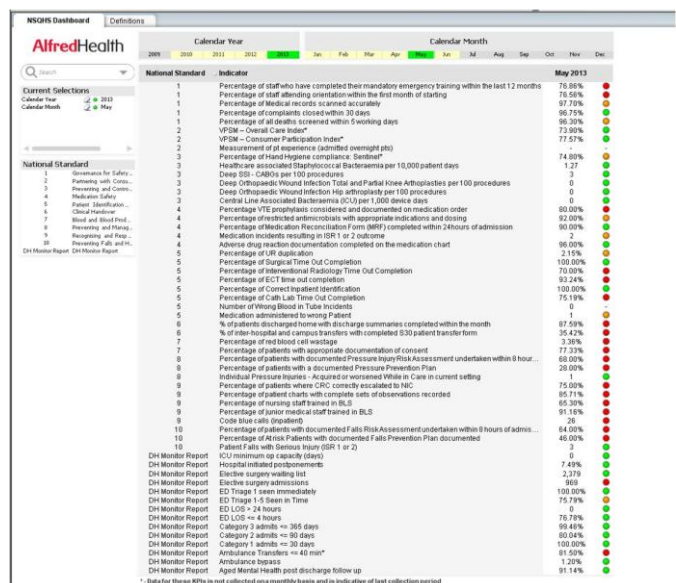 NSQHS Dashboard Definitions
AlfredHealth
Calendar Year Calendar Month
2009 2010 2011 2012 2013 Jan Feb Mar Apr May Jun Jul Aug Sep Oct Nov Dec
Search
Current Selections
Calendar Year 2013
Calendar Month May
National Standard
1 Governance for Safety...
2 Partnering with Consu...
3 Preventing and Contro...
4 Medication Safety
5 Patient Identification ...
6 Clinical Handover
7 Blood and Blood Prod...
8 Preventing and Manag...
9 Recognising and Resp...
10 Preventing Falls and H...
DH Monitor Report DH Monitor Report
National Standard Indicator May 2013
1 Percentage of staff who have completed their mandatory emergency training within the last 12 months 76.86%
1 Percentage of staff attending orientation within the first month of starting 76.56%
1 Percentage of Medical records scanned accurately 97.70%
1 Percentage of complaints closed within 30 days 96.75%
1 Percentage of all deaths screened within 5 working days 96.30%
2 VPSM – Overall Care Index* 73.90%
2 VPSM – Consumer Participation Index* 77.57%
2 Measurement of pt experience (admitted overnight pts) -
3 Percentage of Hand Hygiene compliance: Sentinel* 74.80%
3 Healthcare associated Staphylococcal Bacteraemia per 10,000 patient days 1.27
3 Deep SSI - CABGs per 100 procedures 3
3 Deep Orthopaedic Wound Infection Total and Partial Knee Arthoplasties per 100 procedures 0
3 Deep Orthopaedic Wound Infection Hip arthroplasty per 100 procedures 0
3 Central Line Associated Bacteraemia (ICU) per 1,000 device days 0
4 Percentage VTE prophylaxis considered and documented on medication order 80.00%
4 Percentage of restricted antimicrobials with appropriate indications and dosing 92.00%
4 Percentage of Medication Reconciliation Form (MRF) completed within 24hours of admission 90.00%
4 Medication incidents resulting in ISR 1 or 2 outcome 2
4 Adverse drug reaction documentation completed on the medication chart 96.00%
5 Percentage of UR duplication 2.15%
5 Percentage of Surgical Time Out Completion 100.00%
5 Percentage of Interventional Radiology Time Out Completion 70.00%
5 Percentage of ECT time out completion 93.24%
5 Percentage of Correct Inpatient Identification 100.00%
5 Percentage of Cath Lab Time Out Completion 75.19%
5 Number of Wrong Blood in Tube Incidents 0 -
5 Medication administered to wrong Patient 1
6 % of patients discharged home with discharge summaries completed within the month 87.59%
6 % of inter-hospital and campus transfers with completed S30 patient transfer form 35.42%
7 Percentage of red blood cell wastage 3.36%
7 Percentage of patients with appropriate documentation of consent 77.33%
8 Percentage of patients with documented Pressure Injury Risk Assessment undertaken within 8 hour... 68.00%
8 Percentage of patients with a documented Pressure Prevention Plan 28.00%
8 Individual Pressure Injuries - Acquired or worsened While in Care in current setting 1
9 Percentage of patients where CRC correctly escalated to NIC 75.00%
9 Percentage of patient charts with complete sets of observations recorded 85.71%
9 Percentage of nursing staff trained in BLS 65.30%
9 Percentage of junior medical staff trained in BLS 91.16%
9 Code blue calls (Inpatient) 26
10 Percentage of patients with documented Falls Risk Assessment undertaken within 8 hours of admis... 64.00%
10 Percentage of At risk Patients with documented Falls Prevention Plan documented 46.00%
10 Patient Falls with Serious Injury (ISR 1 or 2) 3
DH Monitor Report ICU minimum op capacity (days) 0
DH Monitor Report Hospital initiated postponements 7.49%
DH Monitor Report Elective surgery waiting list 2,379
DH Monitor Report Elective surgery admissions 969
DH Monitor Report ED Triage 1 seen immediately 100.00%
DH Monitor Report ED Triage 1-5 Seen in Time 75.79%
DH Monitor Report ED LOS > 24 hours 0
DH Monitor Report ED LOS <= 4 hours 76.78%
DH Monitor Report Category 3 admits <= 365 days 99.46%
DH Monitor Report Category 2 admits <= 90 days 80.04%
DH Monitor Report Category 1 admits <= 30 days 100.00%
DH Monitor Report Ambulance Transfers <= 40 min* 81.50%
DH Monitor Report Ambulance bypass 1.20%
DH Monitor Report Aged Mental Health post discharge follow up 91.14%
* - Data for these KPIs is not collected on a monthly basis and is indicative of last collection period